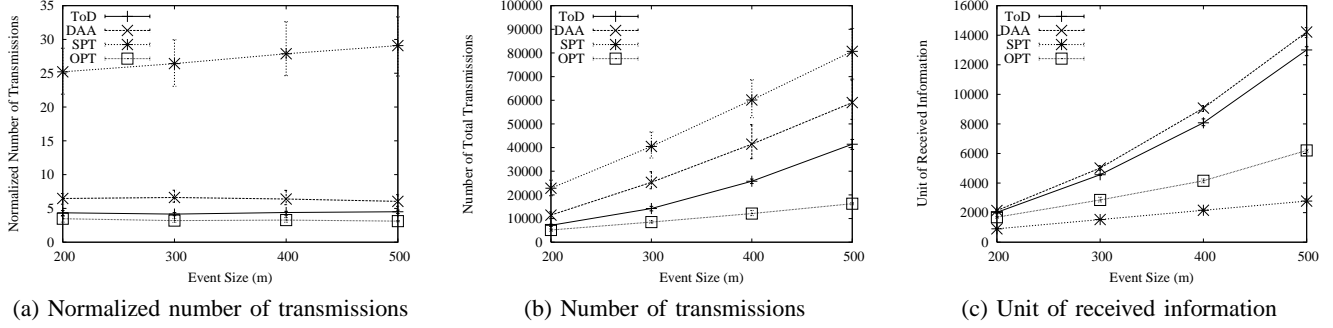 35
30
25
20
15
10
5
0
200
300
400
500
Normalized Number of Transmissions
Event Size (m)
ToD
DAA
SPT
OPT
(a) Normalized number of transmissions
100000
90000
80000
70000
60000
50000
40000
30000
20000
10000
0
200
300
400
500
Number of Total Transmissions
Event Size (m)
ToD
DAA
SPT
OPT
(b) Number of transmissions
16000
14000
12000
10000
8000
6000
4000
2000
0
200
300
400
500
Unit of Received Information
Event Size (m)
ToD
DAA
SPT
OPT
(c) Unit of received information